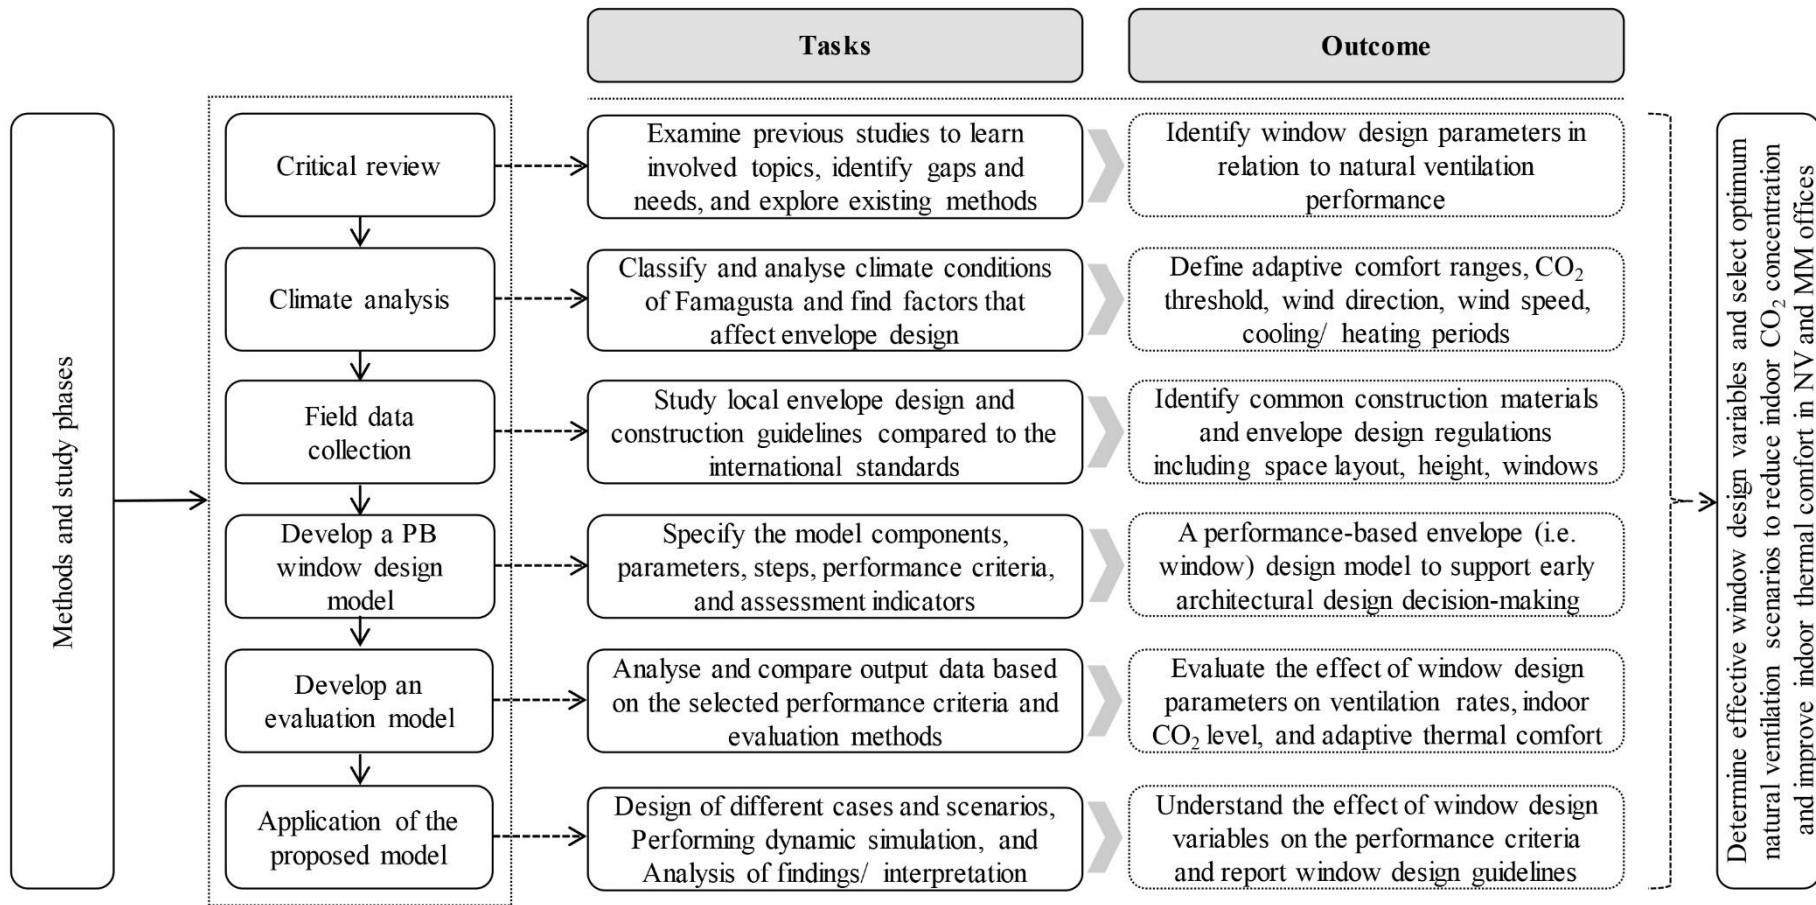 Tasks
Outcome
Methods and study phases
Critical review
Examine previous studies to learn
involved topics, identify gaps and
needs, and explore existing methods
Identify window design parameters in
relation to natural ventilation
performance
Climate analysis
Classify and analyse climate conditions
of Famagusta and find factors that
affect envelope design
Define adaptive comfort ranges, CO₂
threshold, wind direction, wind speed,
cooling/ heating periods
Field data
collection
Study local envelope design and
construction guidelines compared to the
international standards
Identify common construction materials
and envelope design regulations
including space layout, height, windows
Develop a PB
window design
model
Specify the model components,
parameters, steps, performance criteria,
and assessment indicators
A performance-based envelope (i.e.
window) design model to support early
architectural design decision-making
Develop an
evaluation model
Analyse and compare output data based
on the selected performance criteria and
evaluation methods
Evaluate the effect of window design
parameters on ventilation rates, indoor
CO₂ level, and adaptive thermal comfort
Application of the
proposed model
Design of different cases and scenarios,
Performing dynamic simulation, and
Analysis of findings/ interpretation
Understand the effect of window design
variables on the performance criteria
and report window design guidelines
Determine effective window design variables and select optimum
natural ventilation scenarios to reduce indoor CO₂ concentration
and improve indoor thermal comfort in NV and MM offices